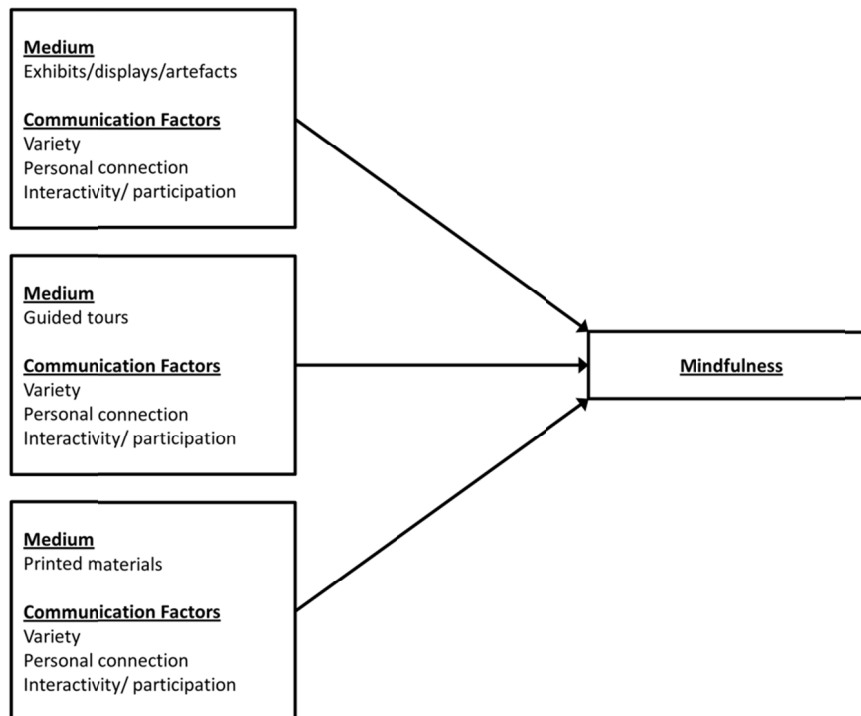 Medium
Exhibits/displays/artefacts
Communication Factors
Variety
Personal connection
Interactivity/ participation
Medium
Guided tours
Communication Factors
Variety
Personal connection
Interactivity/ participation
Medium
Printed materials
Communication Factors
Variety
Personal connection
Interactivity/ participation
Mindfulness